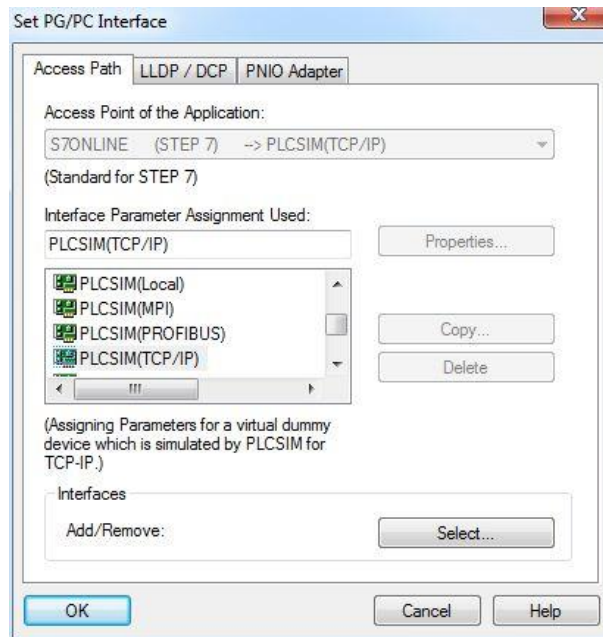 Set PG/PC Interface
Access Path
LLDP / DCP
PNIO Adapter
Access Point of the Application:
S7ONLINE (STEP 7) --> PLCSIM(TCP/IP)
(Standard for STEP 7)
Interface Parameter Assignment Used:
PLCSIM(TCP/IP)
Properties...
PLCSIM(Local)
PLCSIM(MPI)
PLCSIM(PROFIBUS)
PLCSIM(TCP/IP)
Copy...
Delete
(Assigning Parameters for a virtual dummy
device which is simulated by PLCSIM for
TCP-IP.)
Interfaces
Add/Remove:
Select...
OK
Cancel
Help